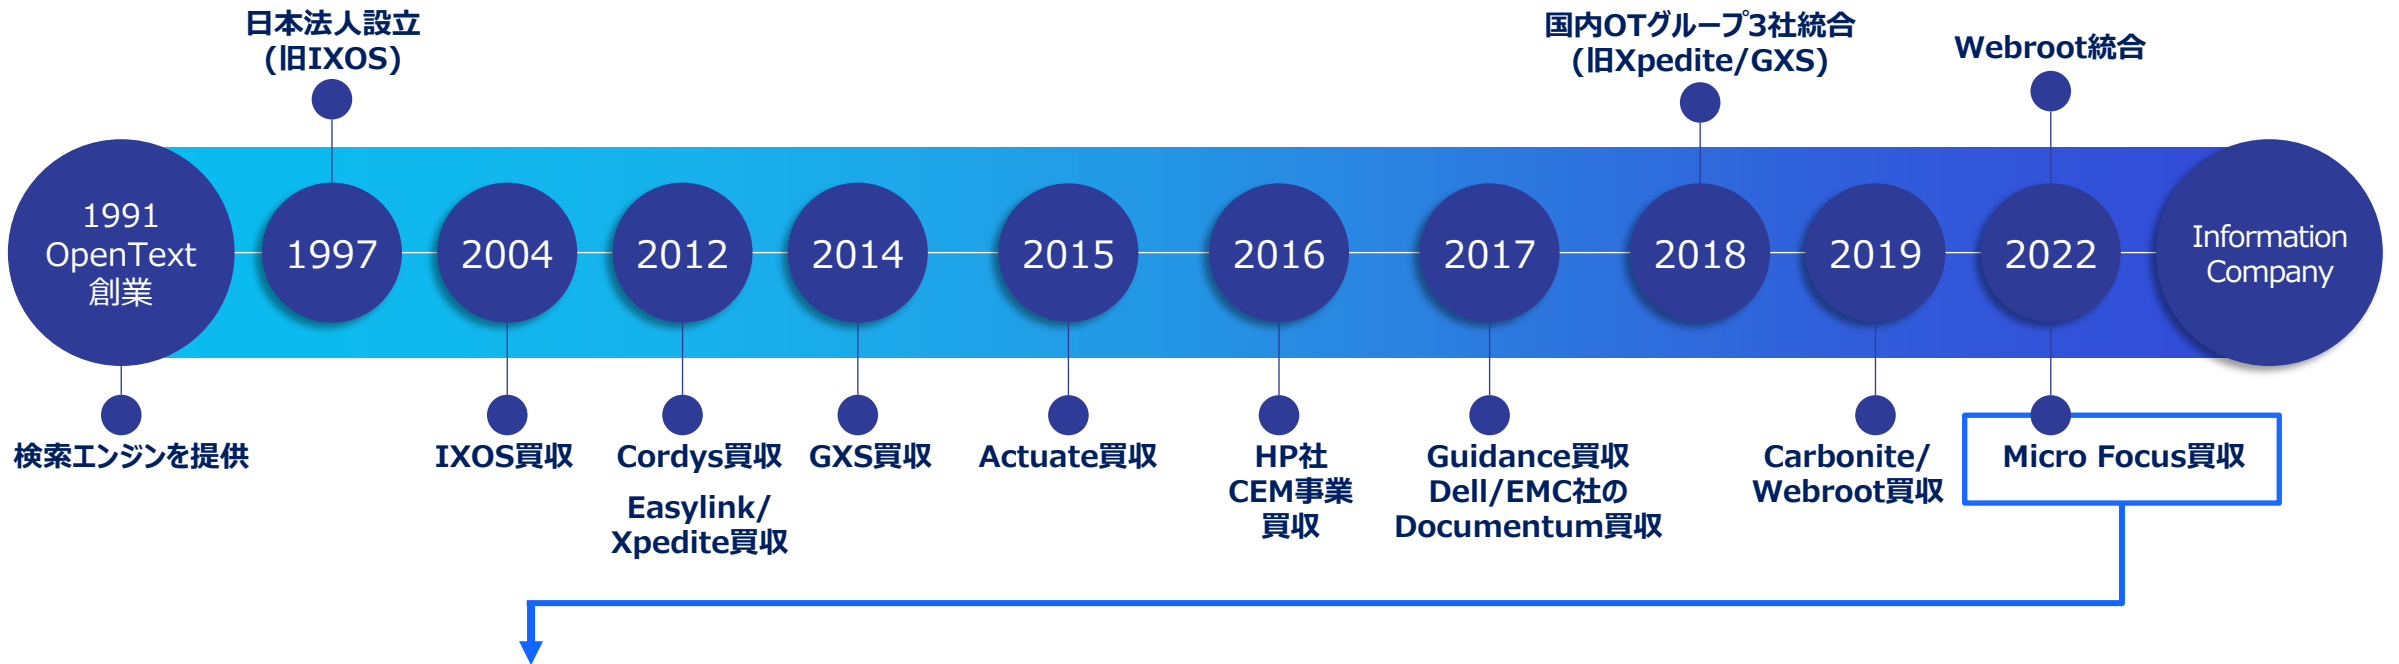 日本法人設立
(旧IXOS)
国内OTグループ3社統合
(旧Xpedite/GXS)
Webroot統合
1991
OpenText
創業
1997
2004
2012
2014
2015
2016
2017
2018
2019
2022
Information
Company
検索エンジンを提供
IXOS買収
Cordys買収
Easylink/
Xpedite買収
GXS買収
Actuate買収
HP社
CEM事業
買収
Guidance買収
Dell/EMC社の
Documentum買収
Carbonite/
Webroot買収
Micro Focus買収